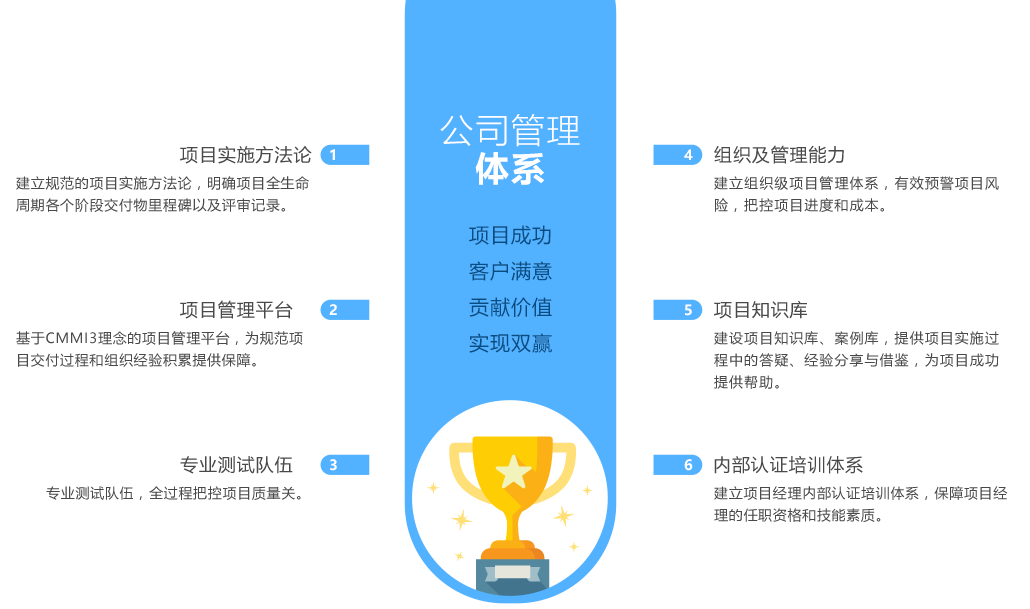 公司管理
体系
项目成功
客户满意
贡献价值
实现双赢
项目实施方法论 1
建立规范的项目实施方法论，明确项目全生命
周期各个阶段交付物里程碑以及评审记录。
项目管理平台 2
基于CMMI3理念的项目管理平台，为规范项
目交付过程和组织经验积累提供保障。
专业测试队伍 3
专业测试队伍，全过程把控项目质量关。
4 组织及管理能力
建立组织级项目管理体系，有效预警项目风
险，把控项目进度和成本。
5 项目知识库
建设项目知识库、案例库，提供项目实施过
程中的答疑、经验分享与借鉴，为项目成功
提供帮助。
6 内部认证培训体系
建立项目经理内部认证培训体系，保障项目经
理的任职资格和技能素质。